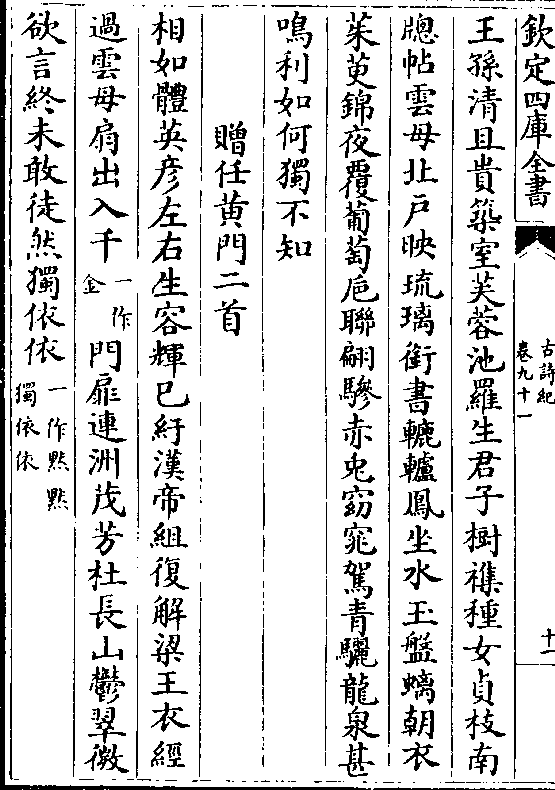 欽定四庫全書
古詩紀
卷九十一
十一
王孫清且貴築室芙蓉池羅生君子樹襍種女貞枝南
牕帖雲母北戸映琉璃銜書轆轤鳳坐水玉盤螭朝衣
茱萸錦夜覆葡萄巵聯翩驂赤兎窈窕駕青驪龍泉甚
鳴利如何獨不知
贈任黄門二首
相如體英彦左右生容輝已紆漢帝組復解梁王衣經
過雲母扇出入千一作金門扉連洲茂芳杜長山鬱翠微
欲言終未敢徒然獨依依一作黙黙獨依依